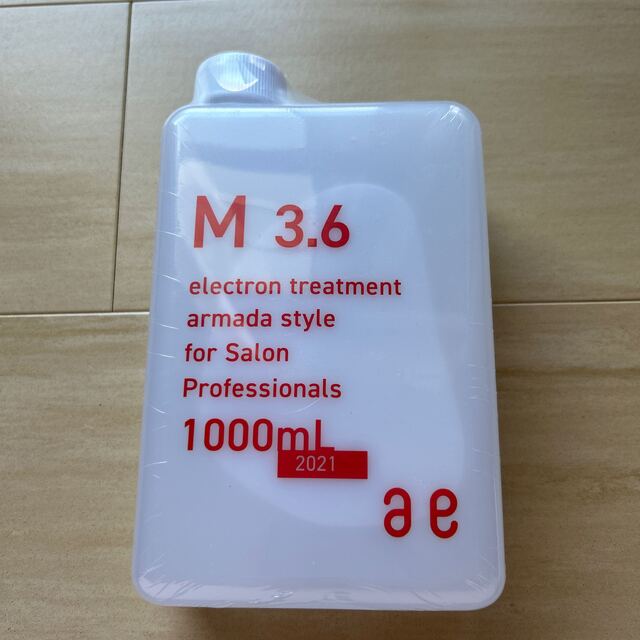 M 3.6
electron treatment
armada style
for Salon
Professionals
1000mL
2021
ae